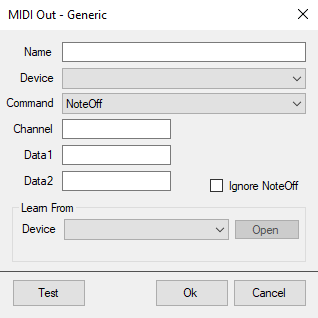 MIDI Out - Generic
Name
Device
Command NoteOff
Channel
Data1
Data2
Ignore NoteOff
Learn From
Device Open
Test Ok Cancel